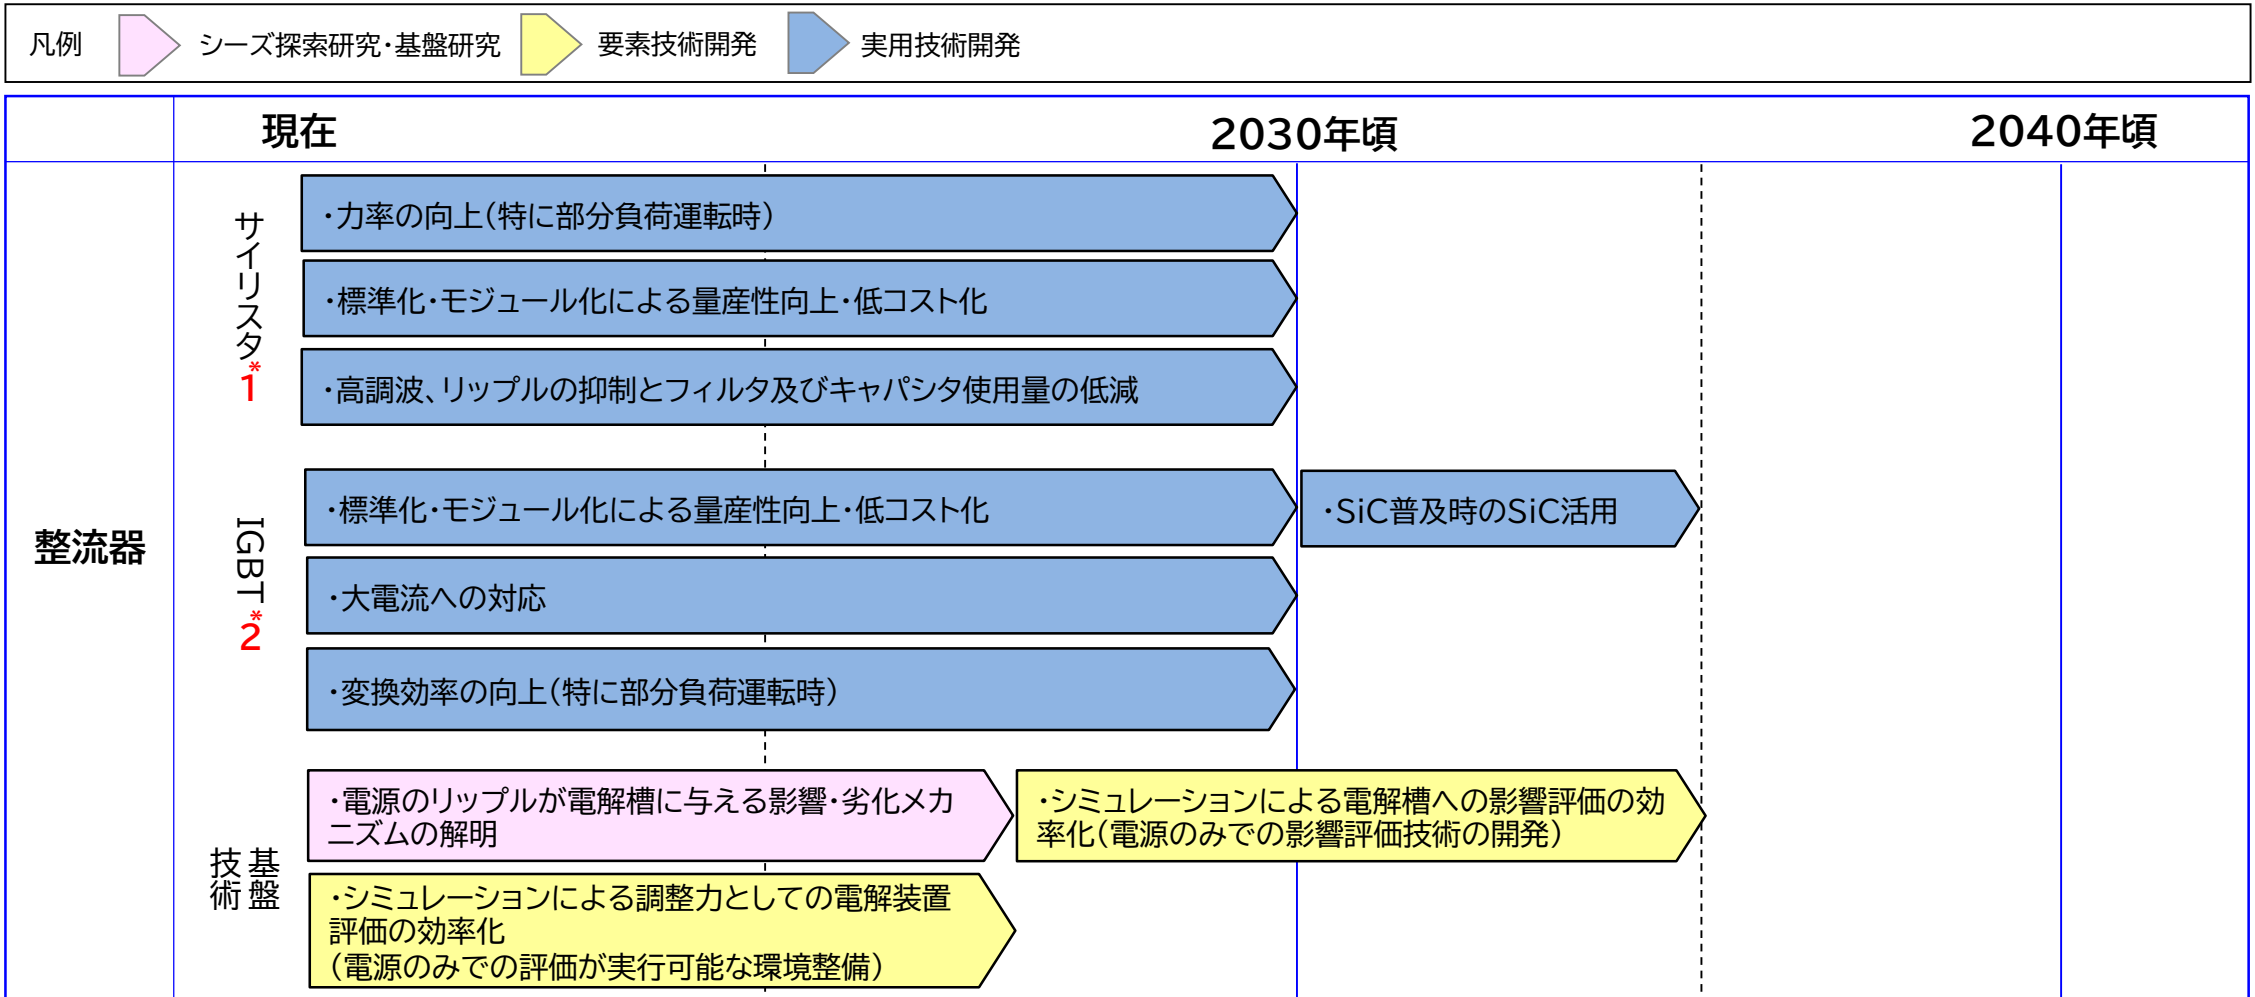 凡例
シーズ探索研究・基盤研究
要素技術開発
実用技術開発
現在
2030年頃
2040年頃
整流器
サイリスタ*1
・力率の向上（特に部分負荷運転時）
・標準化・モジュール化による量産性向上・低コスト化
・高調波、リップルの抑制とフィルタ及びキャパシタ使用量の低減
IGBT*2
・標準化・モジュール化による量産性向上・低コスト化
・SiC普及時のSiC活用
・大電流への対応
・変換効率の向上（特に部分負荷運転時）
基盤
技術
・電源のリップルが電解槽に与える影響・劣化メカ
ニズムの解明
・シミュレーションによる電解槽への影響評価の効
率化（電源のみでの影響評価技術の開発）
・シミュレーションによる調整力としての電解装置
評価の効率化
（電源のみでの評価が実行可能な環境整備）